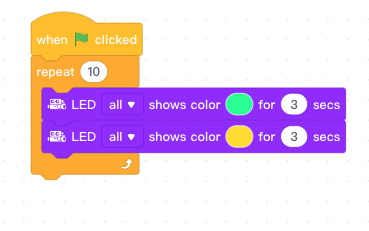 when clicked
repeat 10
LED all shows color for 3 secs
LED all shows color for 3 secs